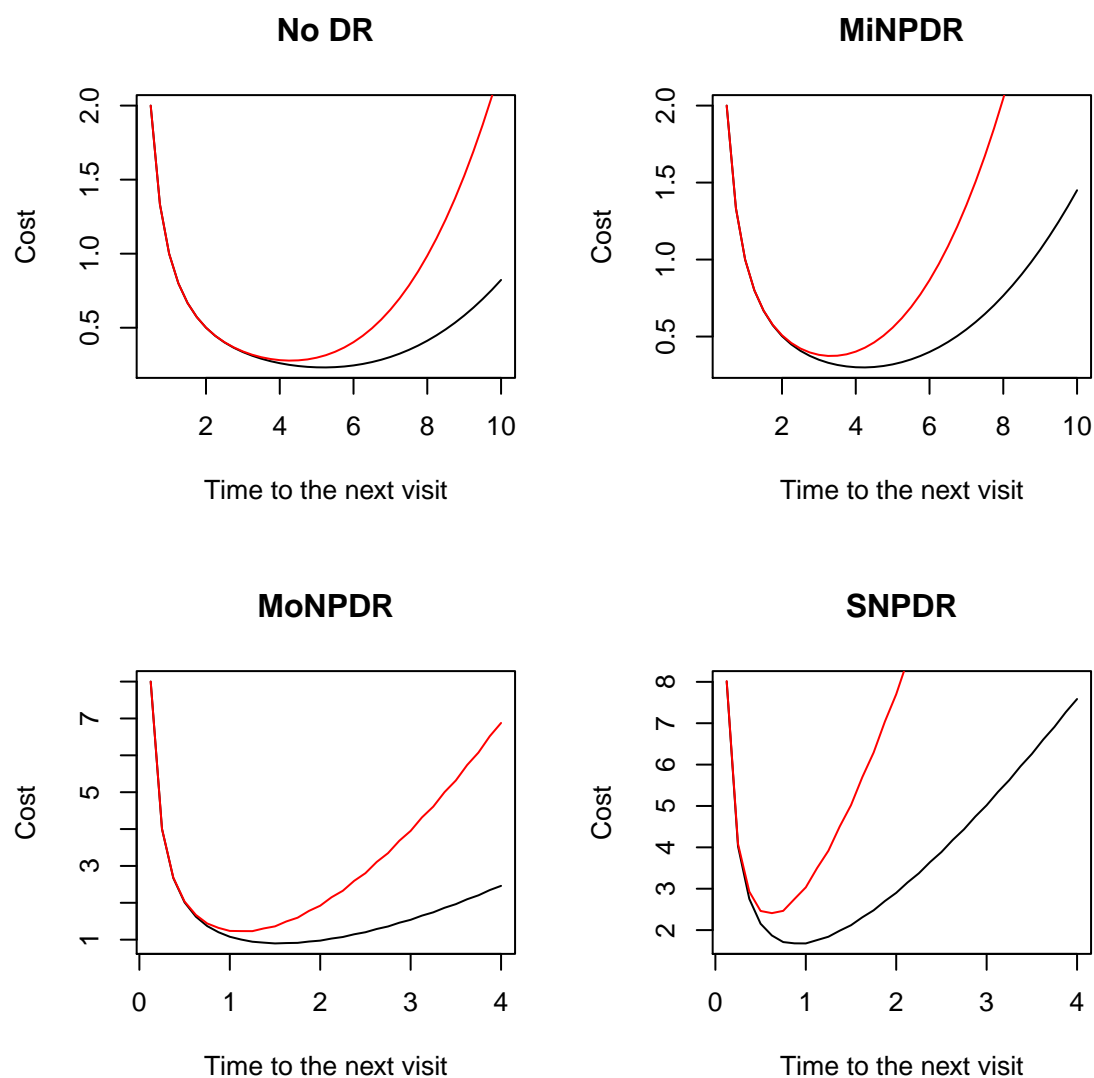 No DR
Cost
2.0
1.5
1.0
0.5
2 4 6 8 10
Time to the next visit
MiNPDR
Cost
2.0
1.5
1.0
0.5
2 4 6 8 10
Time to the next visit
MoNPDR
Cost
7
5
3
1
0 1 2 3 4
Time to the next visit
SNPDR
Cost
8
7
6
5
4
3
2
0 1 2 3 4
Time to the next visit